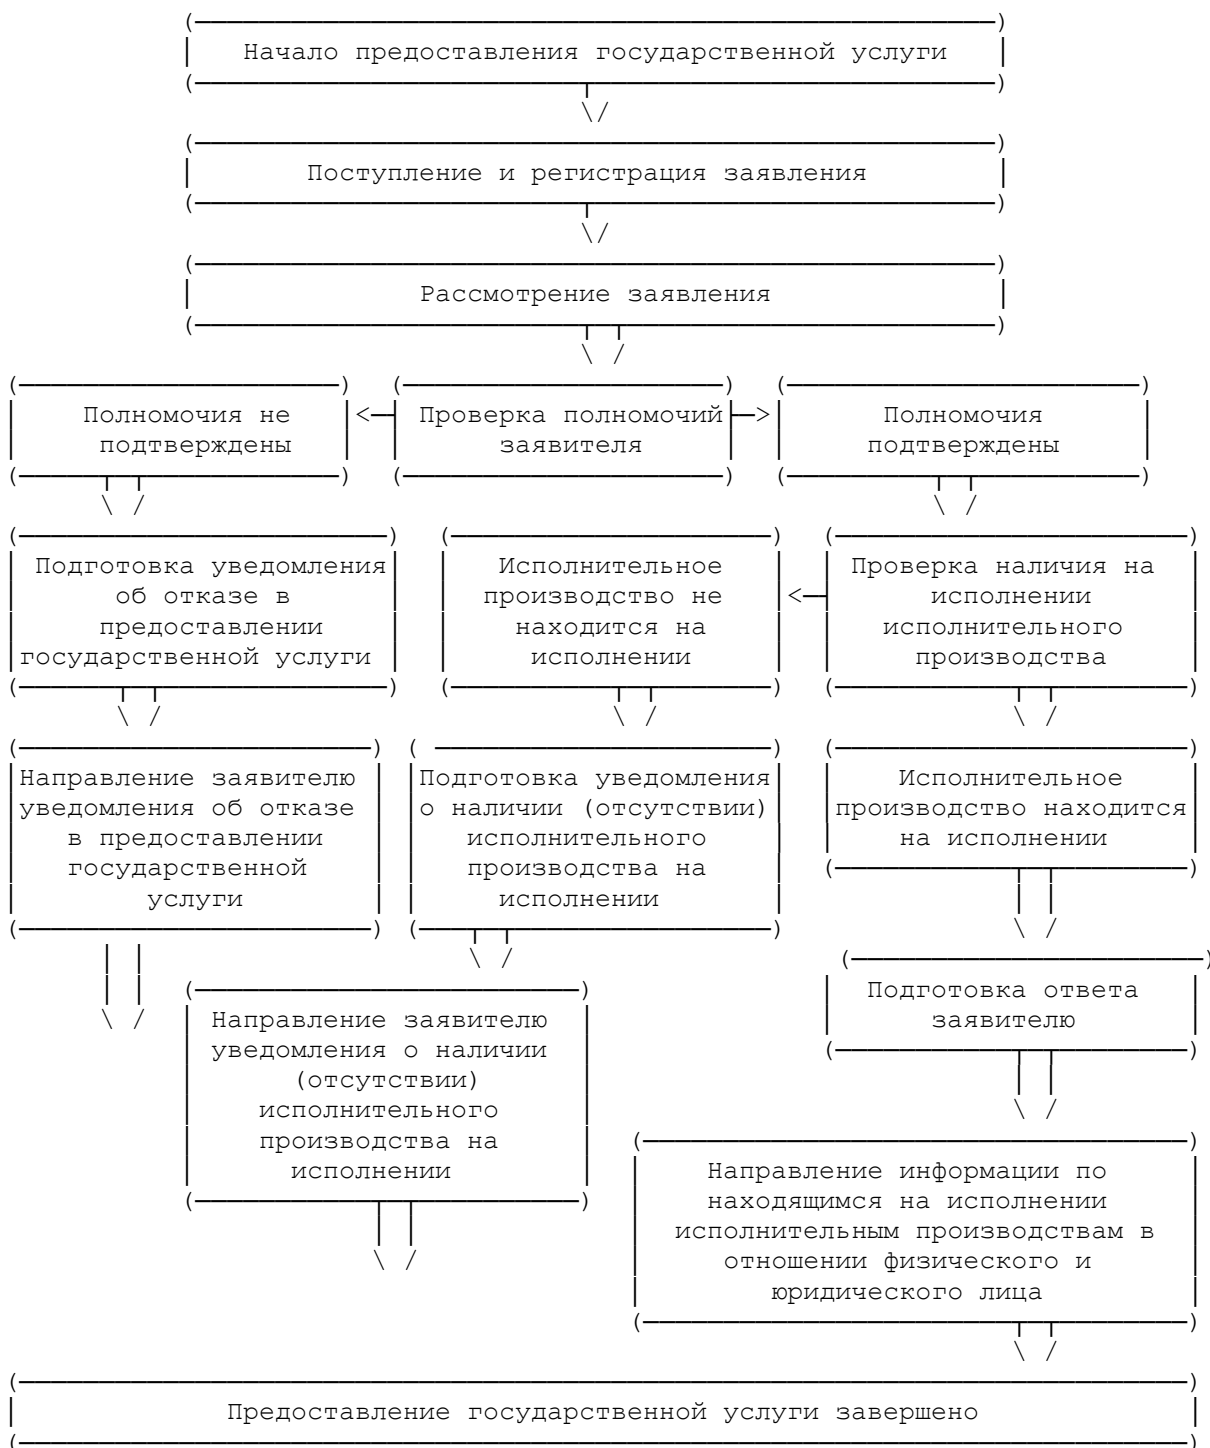 Начало предоставления государственной услуги
Поступление и регистрация заявления
Рассмотрение заявления
Полномочия не
подтверждены
Проверка полномочий
заявителя
Полномочия
подтверждены
Подготовка уведомления
об отказе в
предоставлении
государственной услуги
Исполнительное
производство не
находится на
исполнении
Проверка наличия на
исполнении
исполнительного
производства
Направление заявителю
уведомления об отказе
в предоставлении
государственной
услуги
Подготовка уведомления
о наличии (отсутствии)
исполнительного
производства на
исполнении
Исполнительное
производство находится
на исполнении
Подготовка ответа
заявителю
Направление заявителю
уведомления о наличии
(отсутствии)
исполнительного
производства на
исполнении
Направление информации по
находящимся на исполнении
исполнительным производствам в
отношении физического и
юридического лица
Предоставление государственной услуги завершено